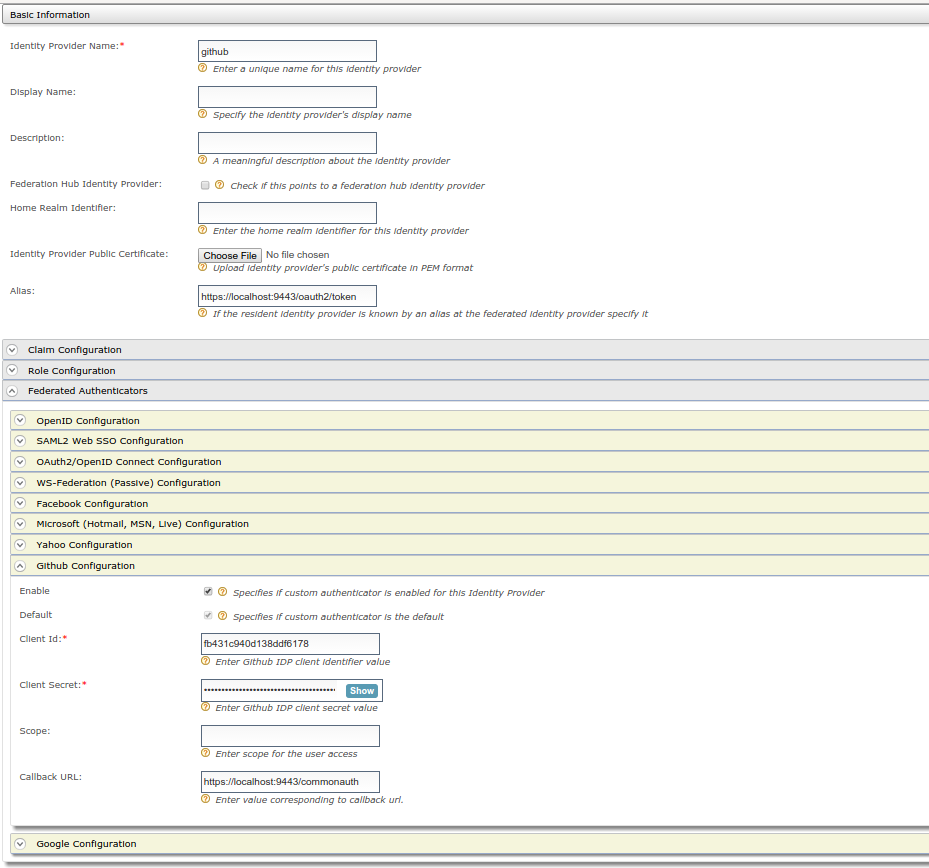 Basic Information
Identity Provider Name:*
github
Enter a unique name for this identity provider
Display Name:
Specify the identity provider's display name
Description:
A meaningful description about the identity provider
Federation Hub Identity Provider:
Check if this points to a federation hub identity provider
Home Realm Identifier:
Enter the home realm identifier for this identity provider
Identity Provider Public Certificate:
Choose File No file chosen
Upload identity provider's public certificate in PEM format
Alias:
https://localhost:9443/oauth2/token
If the resident identity provider is known by an alias at the federated identity provider specify it
Claim Configuration
Role Configuration
Federated Authenticators
OpenID Configuration
SAML2 Web SSO Configuration
OAuth2/OpenID Connect Configuration
WS-Federation (Passive) Configuration
Facebook Configuration
Microsoft (Hotmail, MSN, Live) Configuration
Yahoo Configuration
Github Configuration
Enable
Specifies if custom authenticator is enabled for this Identity Provider
Default
Specifies if custom authenticator is the default
Client Id:*
fb431c940d138ddf6178
Enter Github IDP client identifier value
Client Secret:*
Show
Enter Github IDP client secret value
Scope:
Enter scope for the user access
Callback URL:
https://localhost:9443/commonauth
Enter value corresponding to callback url.
Google Configuration